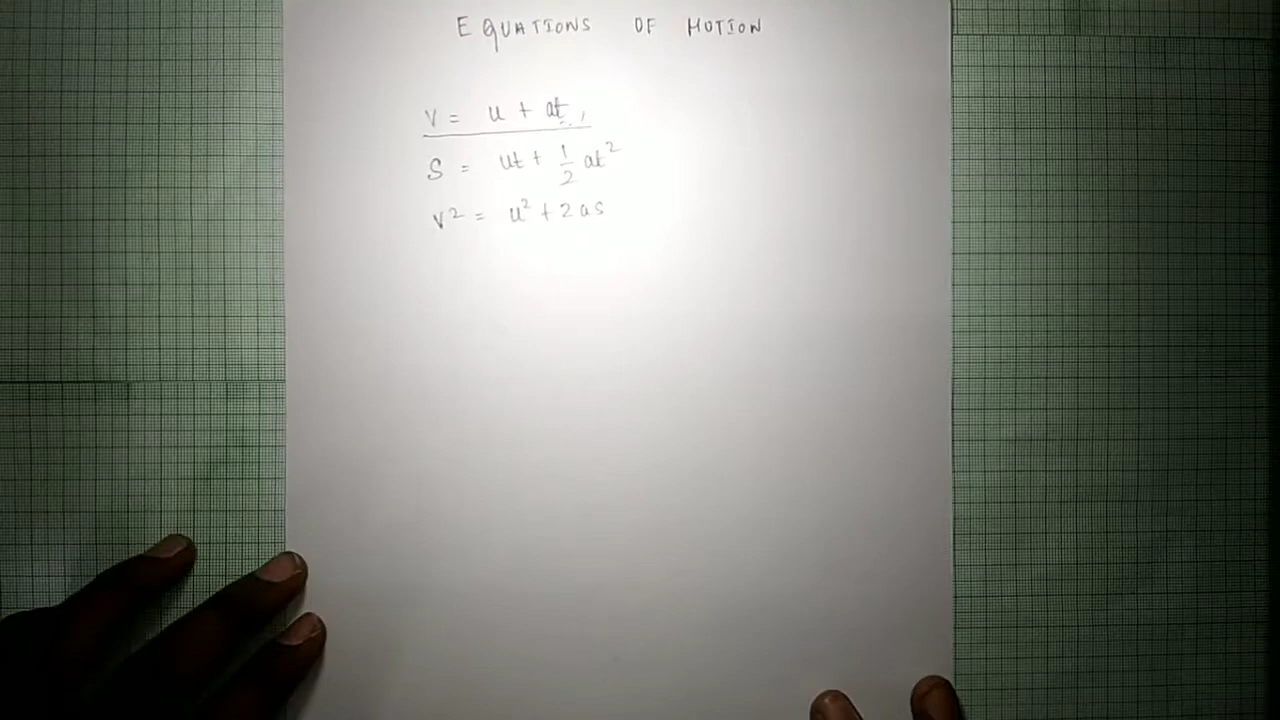 EQUATIONS OF MOTION
v = u + at,
S = ut + 1/2 at²
v² = u² + 2as